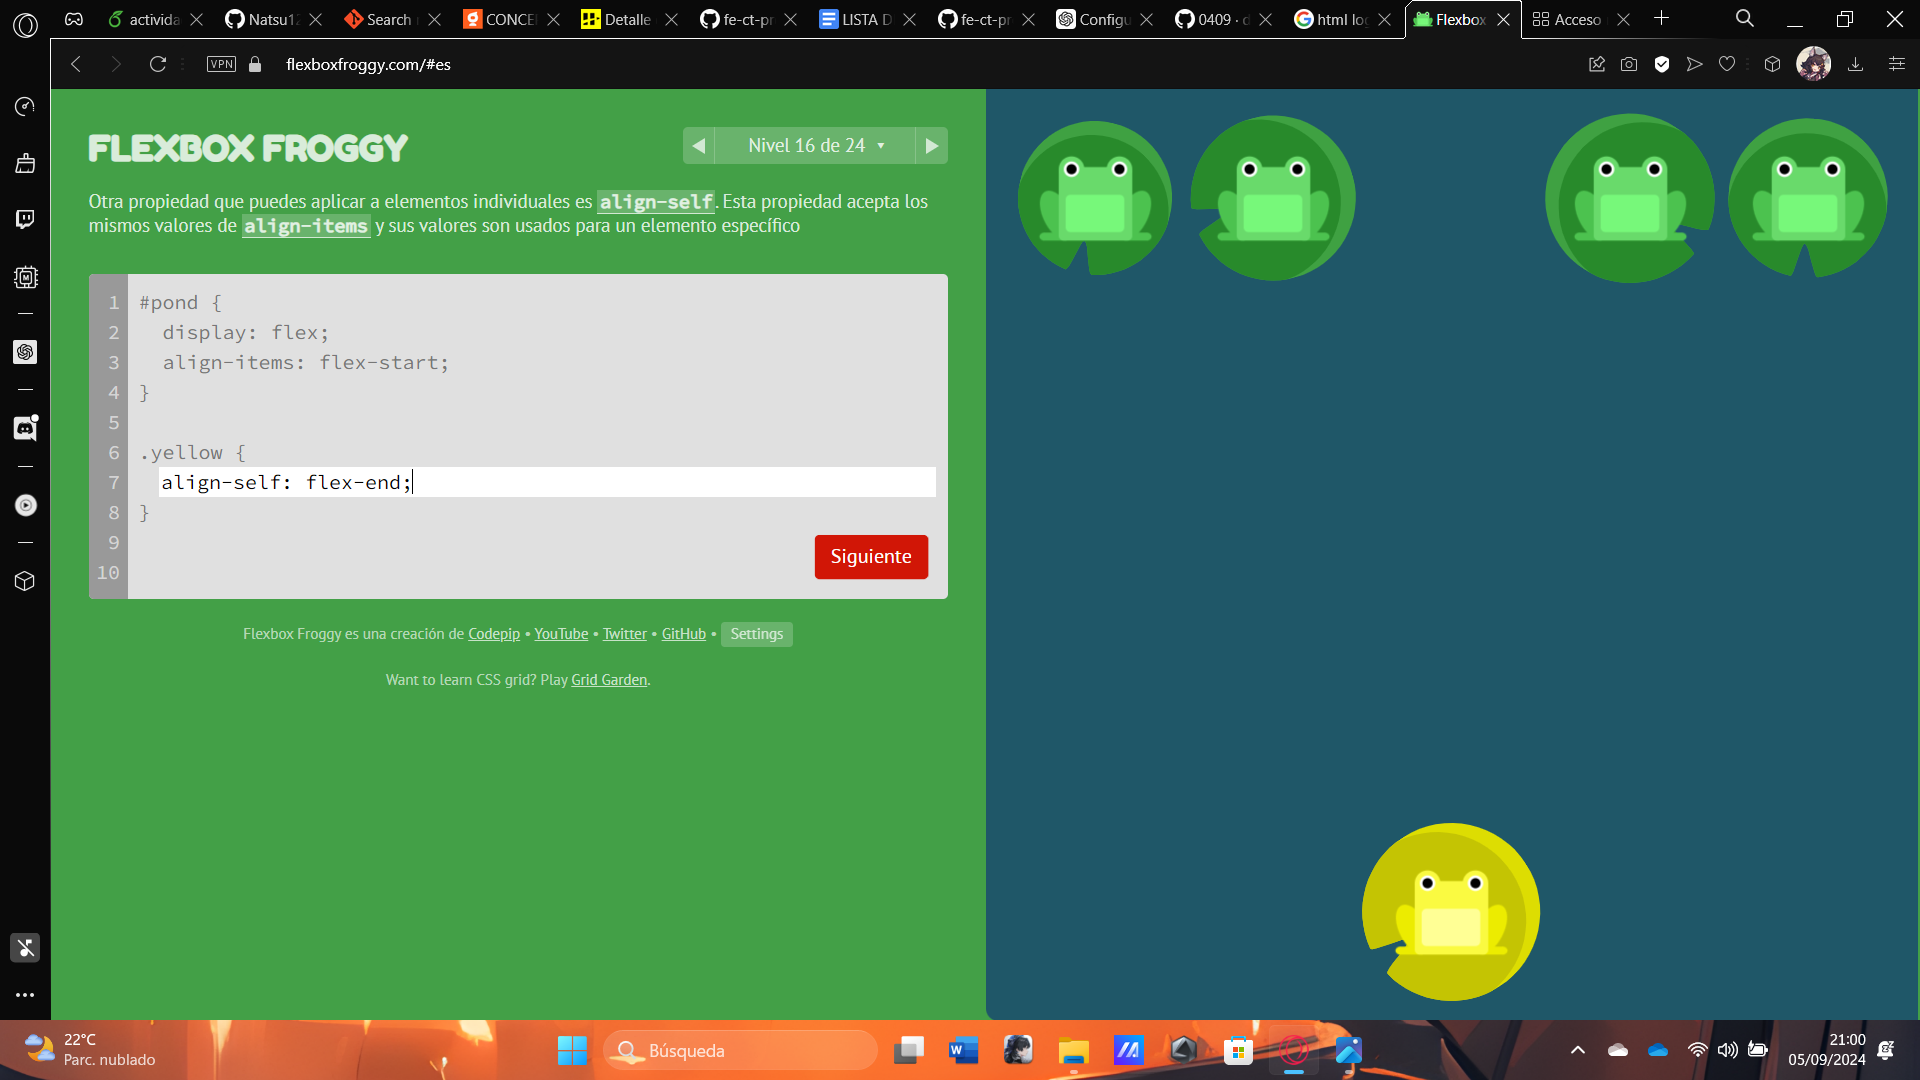 activida
Natsu1
Search
CONCE
Detalle
fe-ct-pr
LISTA D
fe-ct-pr
Configu
0409 · d
html log
Flexbox
Acceso
VPN
flexboxfroggy.com/#es
FLEXBOX FROGGY
Nivel 16 de 24 ▾
Otra propiedad que puedes aplicar a elementos individuales es align-self. Esta propiedad acepta los
mismos valores de align-items y sus valores son usados para un elemento específico
1 #pond {
2 display: flex;
3 align-items: flex-start;
4 }
5
6 .yellow {
7 align-self: flex-end;
8 }
9
10
Siguiente
Flexbox Froggy es una creación de Codepip • YouTube • Twitter • GitHub • Settings
Want to learn CSS grid? Play Grid Garden.
22°C
Parc. nublado
Búsqueda
21:00
05/09/2024